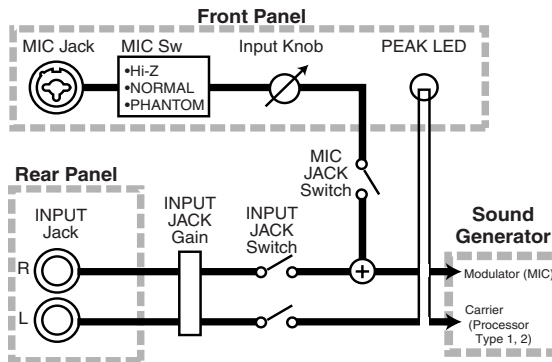 Front Panel
MIC Jack
MIC Sw
Input Knob
PEAK LED
•Hi-Z
•NORMAL
•PHANTOM
MIC
JACK
Switch
Rear Panel
INPUT
Jack
INPUT
JACK
Gain
INPUT
JACK
Switch
Sound
Generator
R
+
Modulator (MIC)
L
Carrier
(Processor
Type 1, 2)